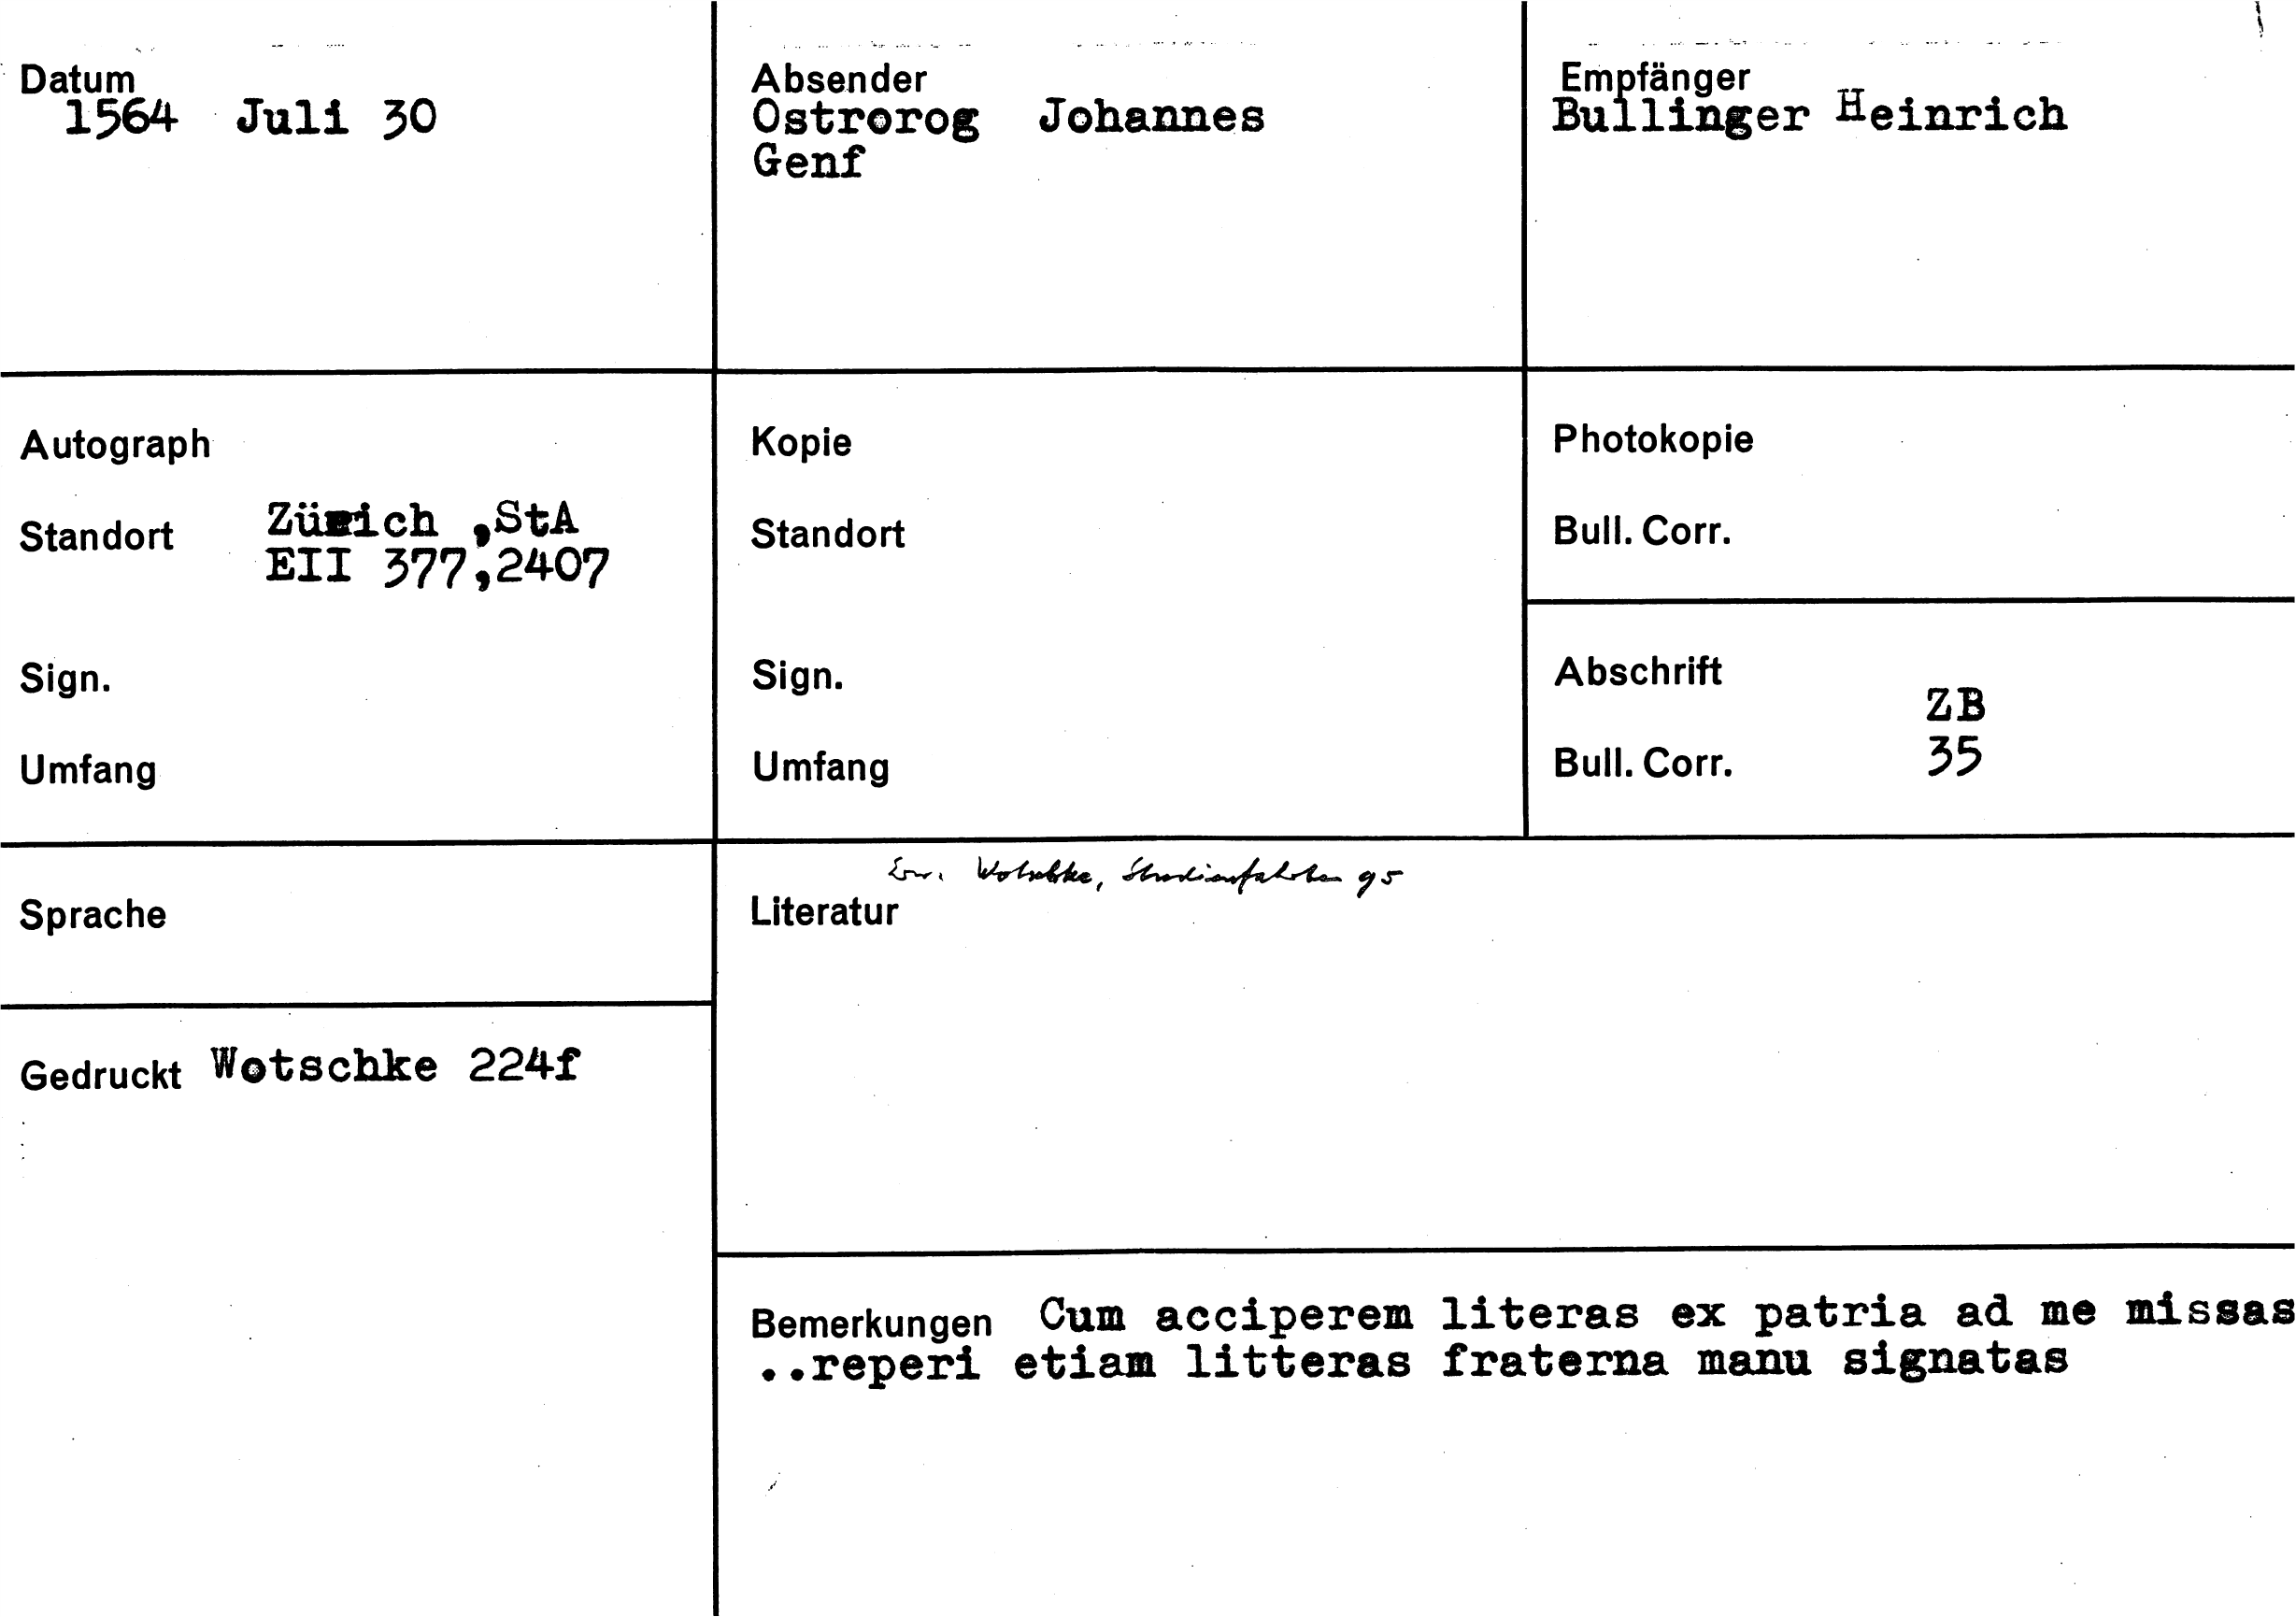 Datum
1564 Juli 30
Absender
Ostrorog Johannes
Genf
Empfänger
Bullinger Heinrich
Autograph
Standort Zürich ,StA
EII 377,2407
Sign.
Umfang
Kopie
Standort
Sign.
Umfang
Photokopie
Bull. Corr.
Abschrift
ZB
Bull. Corr. 35
Sprache
Erw. Wotschke, Studienfahrten 95
Literatur
Gedruckt Wotschke 224f
Bemerkungen Cum acciperem literas ex patria ad me missas
..reperi etiam litteras fraterna manu signatas